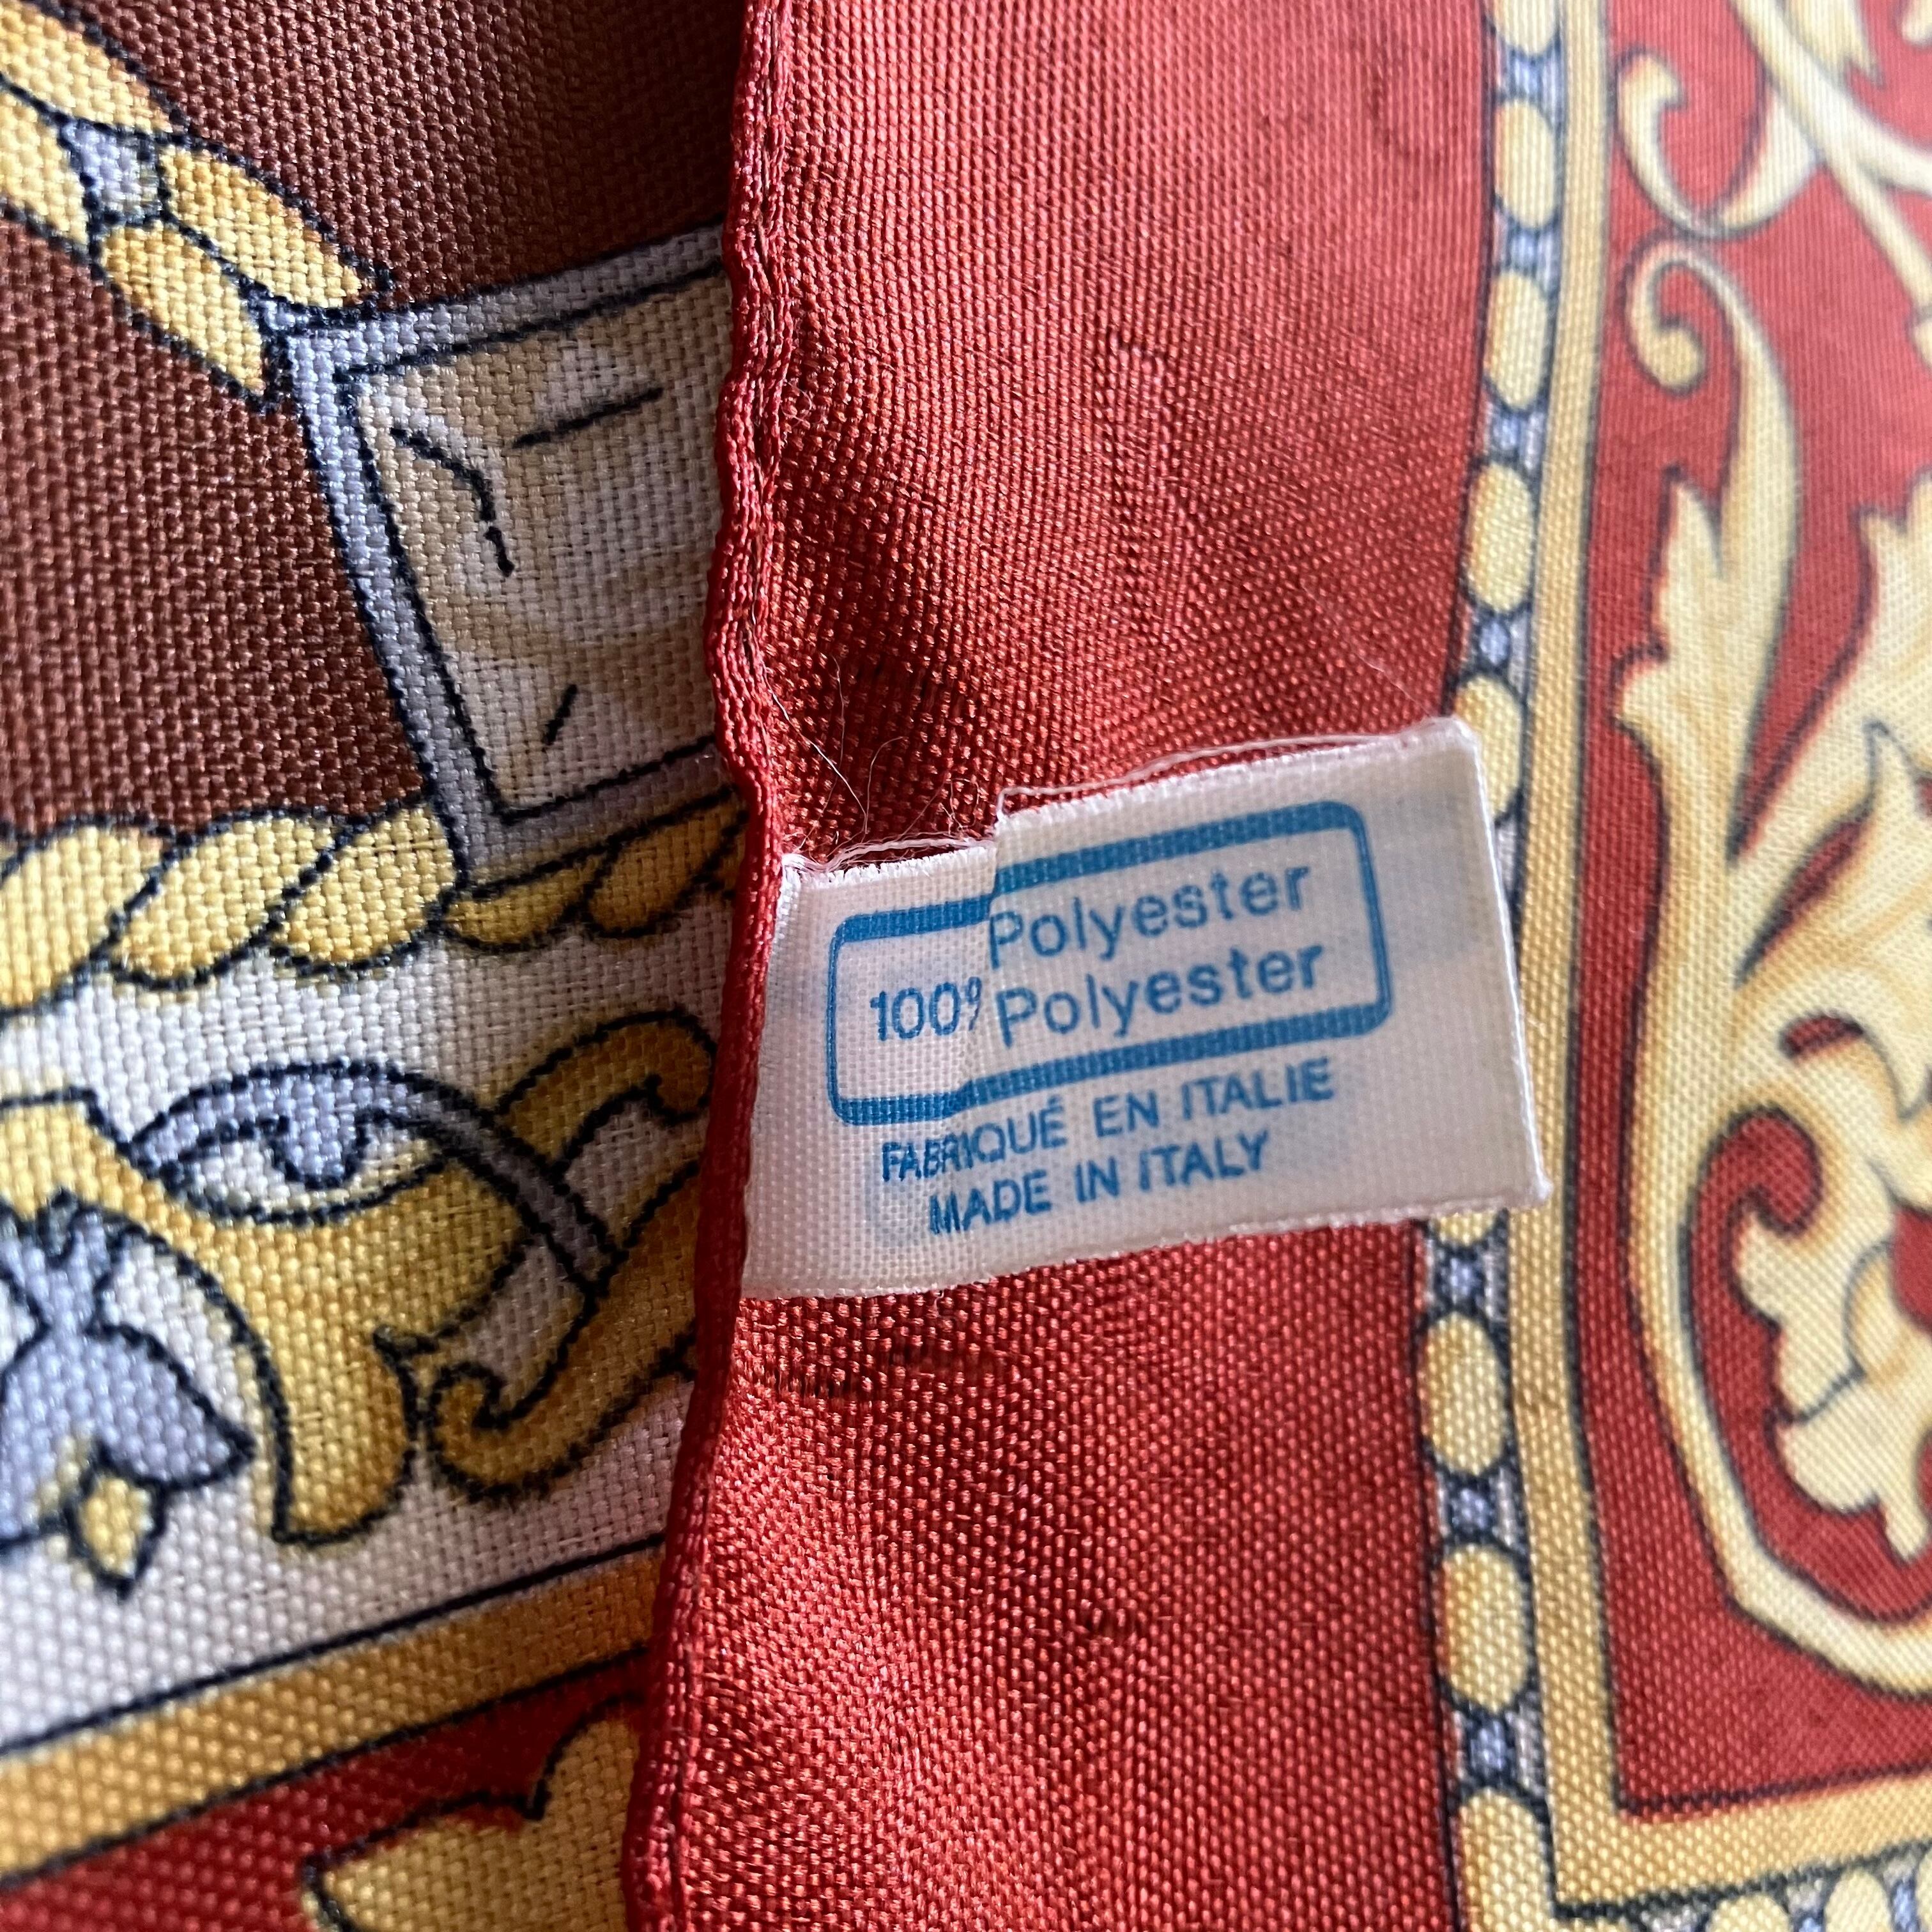 Polyester
100% Polyester
FABRIQUÉ EN ITALIE
MADE IN ITALY